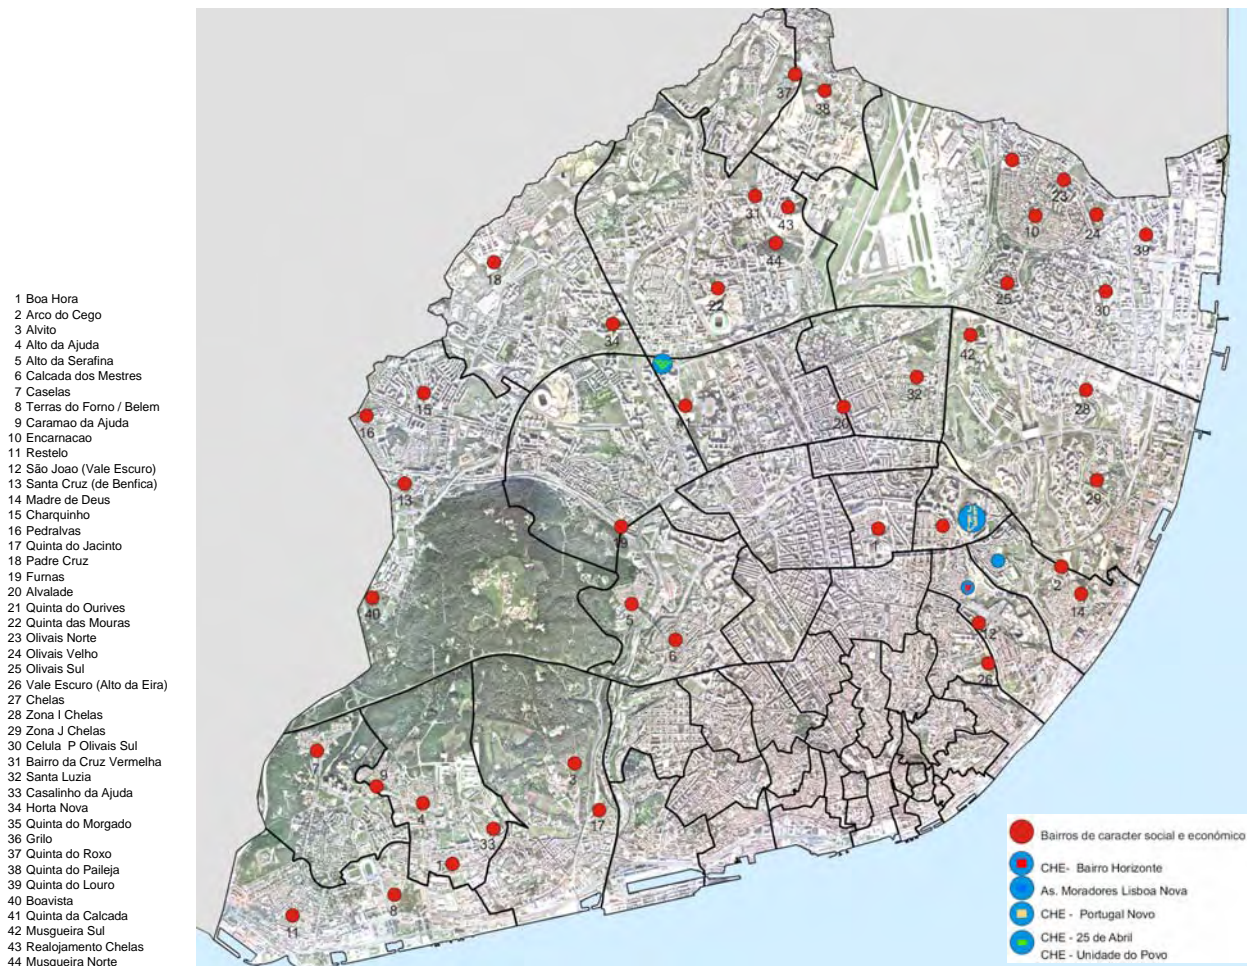 1 Boa Hora
2 Arco do Cego
3 Alvito
4 Alto da Ajuda
5 Alto da Serafina
6 Calcada dos Mestres
7 Caselas
8 Terras do Forno / Belem
9 Caramao da Ajuda
10 Encarnacao
11 Restelo
12 São Joao (Vale Escuro)
13 Santa Cruz (de Benfica)
14 Madre de Deus
15 Charquinho
16 Pedralvas
17 Quinta do Jacinto
18 Padre Cruz
19 Furnas
20 Alvalade
21 Quinta do Ourives
22 Quinta das Mouras
23 Olivais Norte
24 Olivais Velho
25 Olivais Sul
26 Vale Escuro (Alto da Eira)
27 Chelas
28 Zona I Chelas
29 Zona J Chelas
30 Celula P Olivais Sul
31 Bairro da Cruz Vermelha
32 Santa Luzia
33 Casalinho da Ajuda
34 Horta Nova
35 Quinta do Morgado
36 Grilo
37 Quinta do Roxo
38 Quinta do Paileja
39 Quinta do Louro
40 Boavista
41 Quinta da Calcada
42 Musgueira Sul
43 Realojamento Chelas
44 Musgueira Norte
37
38
31
43
44
23
10
24
39
18
22
25
30
34
42
32
28
15
16
41
20
13
29
19
2
14
40
5
12
6
26
7
9
3
4
17
33
1
8
11
Bairros de caracter social e económico
CHE- Bairro Horizonte
As. Moradores Lisboa Nova
CHE - Portugal Novo
CHE - 25 de Abril
CHE - Unidade do Povo